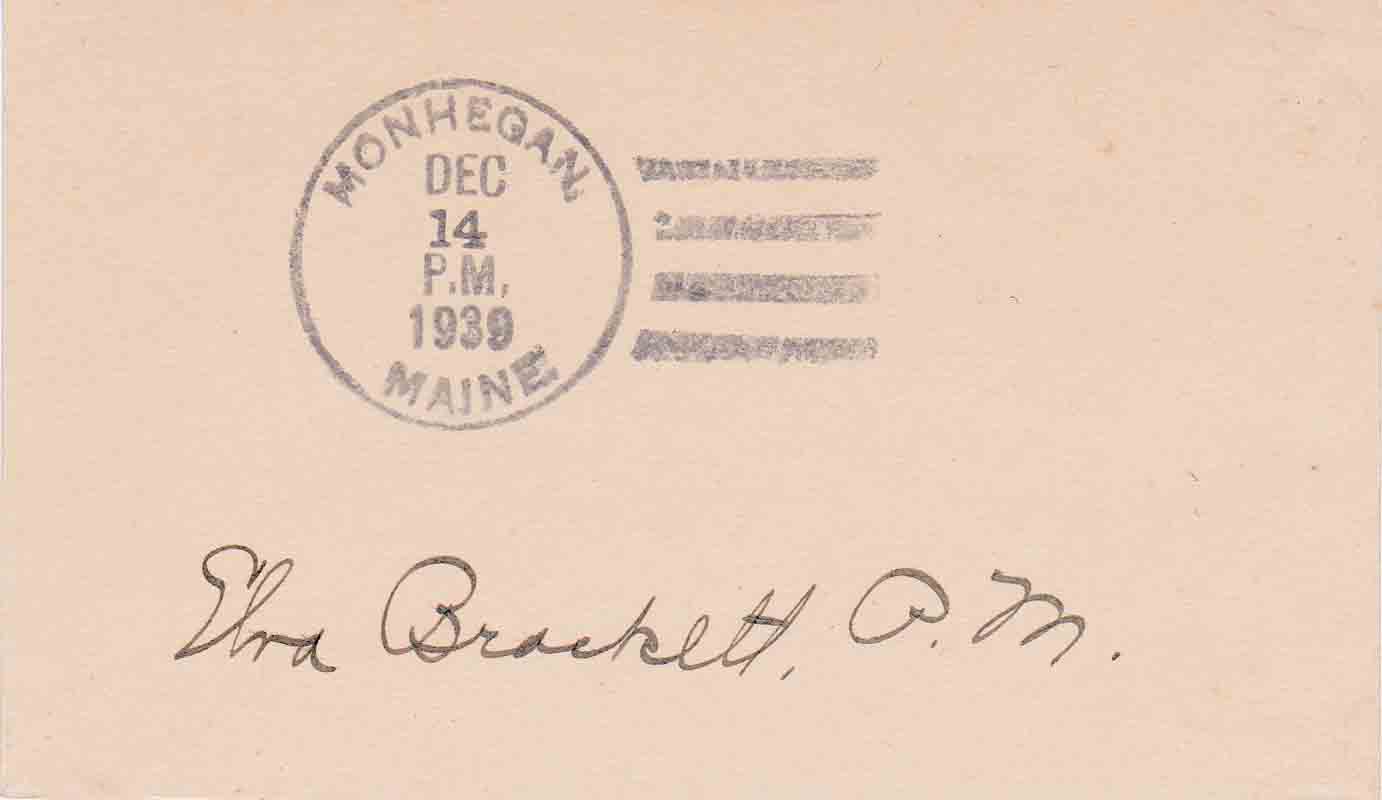 MONHEGAN.
DEC
14
P.M.
1939
MAINE.
Elva Brackett, P.M.